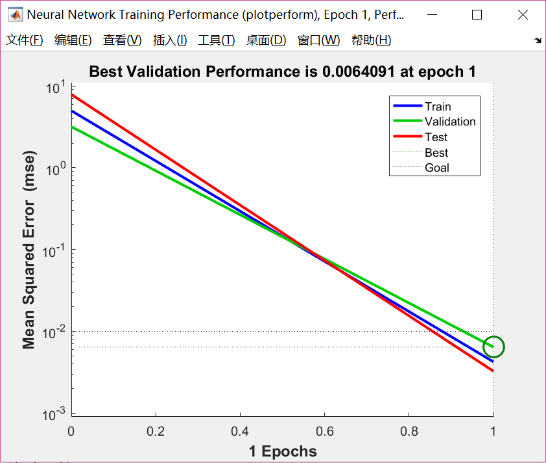 Neural Network Training Performance (plotperform), Epoch 1, Perf...
文件(F) 编辑(E) 查看(V) 插入(I) 工具(T) 桌面(D) 窗口(W) 帮助(H)
Best Validation Performance is 0.0064091 at epoch 1
Mean Squared Error (mse)
10^1
10^0
10^-1
10^-2
10^-3
Train
Validation
Test
Best
Goal
0 0.2 0.4 0.6 0.8 1
1 Epochs